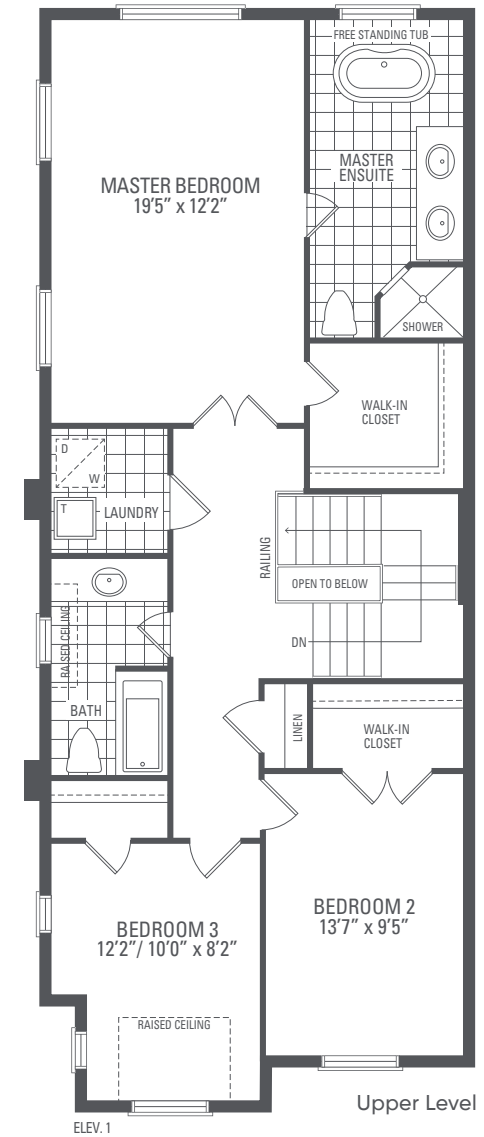 FREE STANDING TUB
MASTER
ENSUITE
MASTER BEDROOM
19'5” x 12'2”
SHOWER
WALK-IN
CLOSET
D
W
T
LAUNDRY
RAILING
OPEN TO BELOW
DN
RAISED CEILING
BATH
LINEN
WALK-IN
CLOSET
BEDROOM 2
13'7” x 9'5”
BEDROOM 3
12'2”/ 10'0” x 8'2”
RAISED CEILING
Upper Level
ELEV. 1